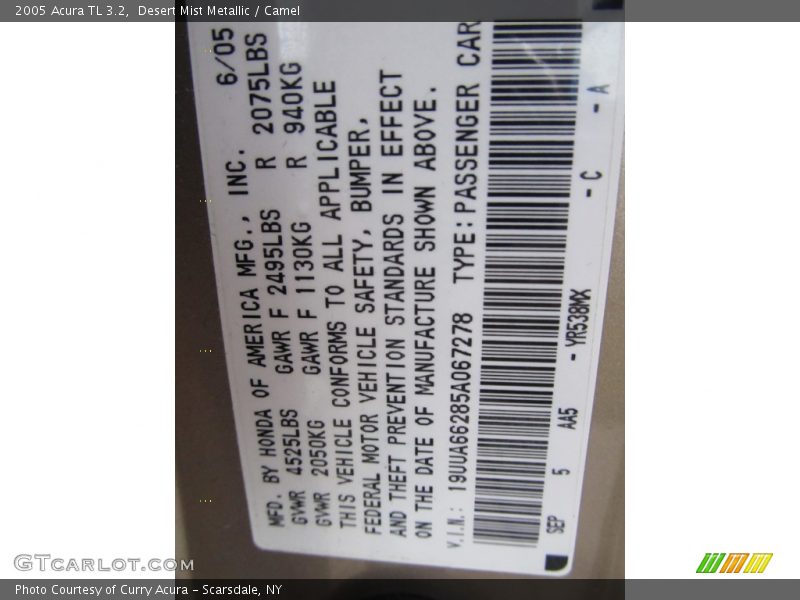 2005 Acura TL 3.2,  Desert Mist Metallic / Camel
MFD. BY HONDA OF AMERICA MFG., INC. 6/05
GVWR 4525LBS GAWR F 2495LBS R 2075LBS
GVWR 2050KG GAWR F 1130KG R 940KG
THIS VEHICLE CONFORMS TO ALL APPLICABLE
FEDERAL MOTOR VEHICLE SAFETY, BUMPER,
AND THEFT PREVENTION STANDARDS IN EFFECT
ON THE DATE OF MANUFACTURE SHOWN ABOVE.
V.I.N.: 19UUA66285A067278 TYPE: PASSENGER CAR
SEP 5 AA5 - YR538MX - C - A
GTCARLOT.COM
Photo Courtesy of Curry Acura - Scarsdale, NY